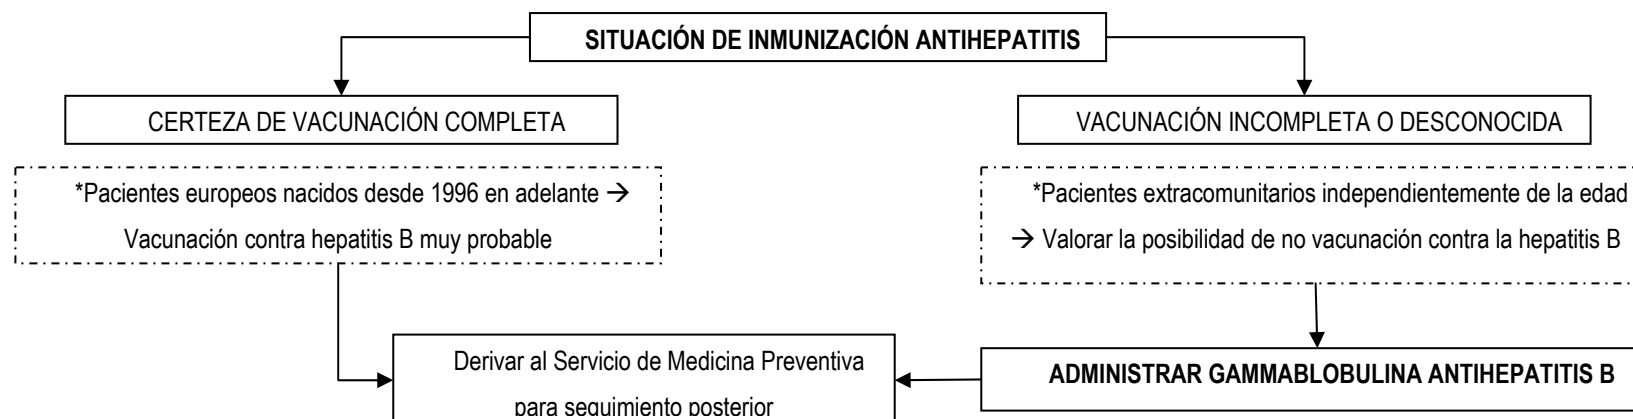 SITUACIÓN DE INMUNIZACIÓN ANTIHEPATITIS
CERTEZA DE VACUNACIÓN COMPLETA
VACUNACIÓN INCOMPLETA O DESCONOCIDA
*Pacientes europeos nacidos desde 1996 en adelante →
Vacunación contra hepatitis B muy probable
*Pacientes extracomunitarios independientemente de la edad
→ Valorar la posibilidad de no vacunación contra la hepatitis B
Derivar al Servicio de Medicina Preventiva
para seguimiento posterior
ADMINISTRAR GAMMABLOBULINA ANTIHEPATITIS B